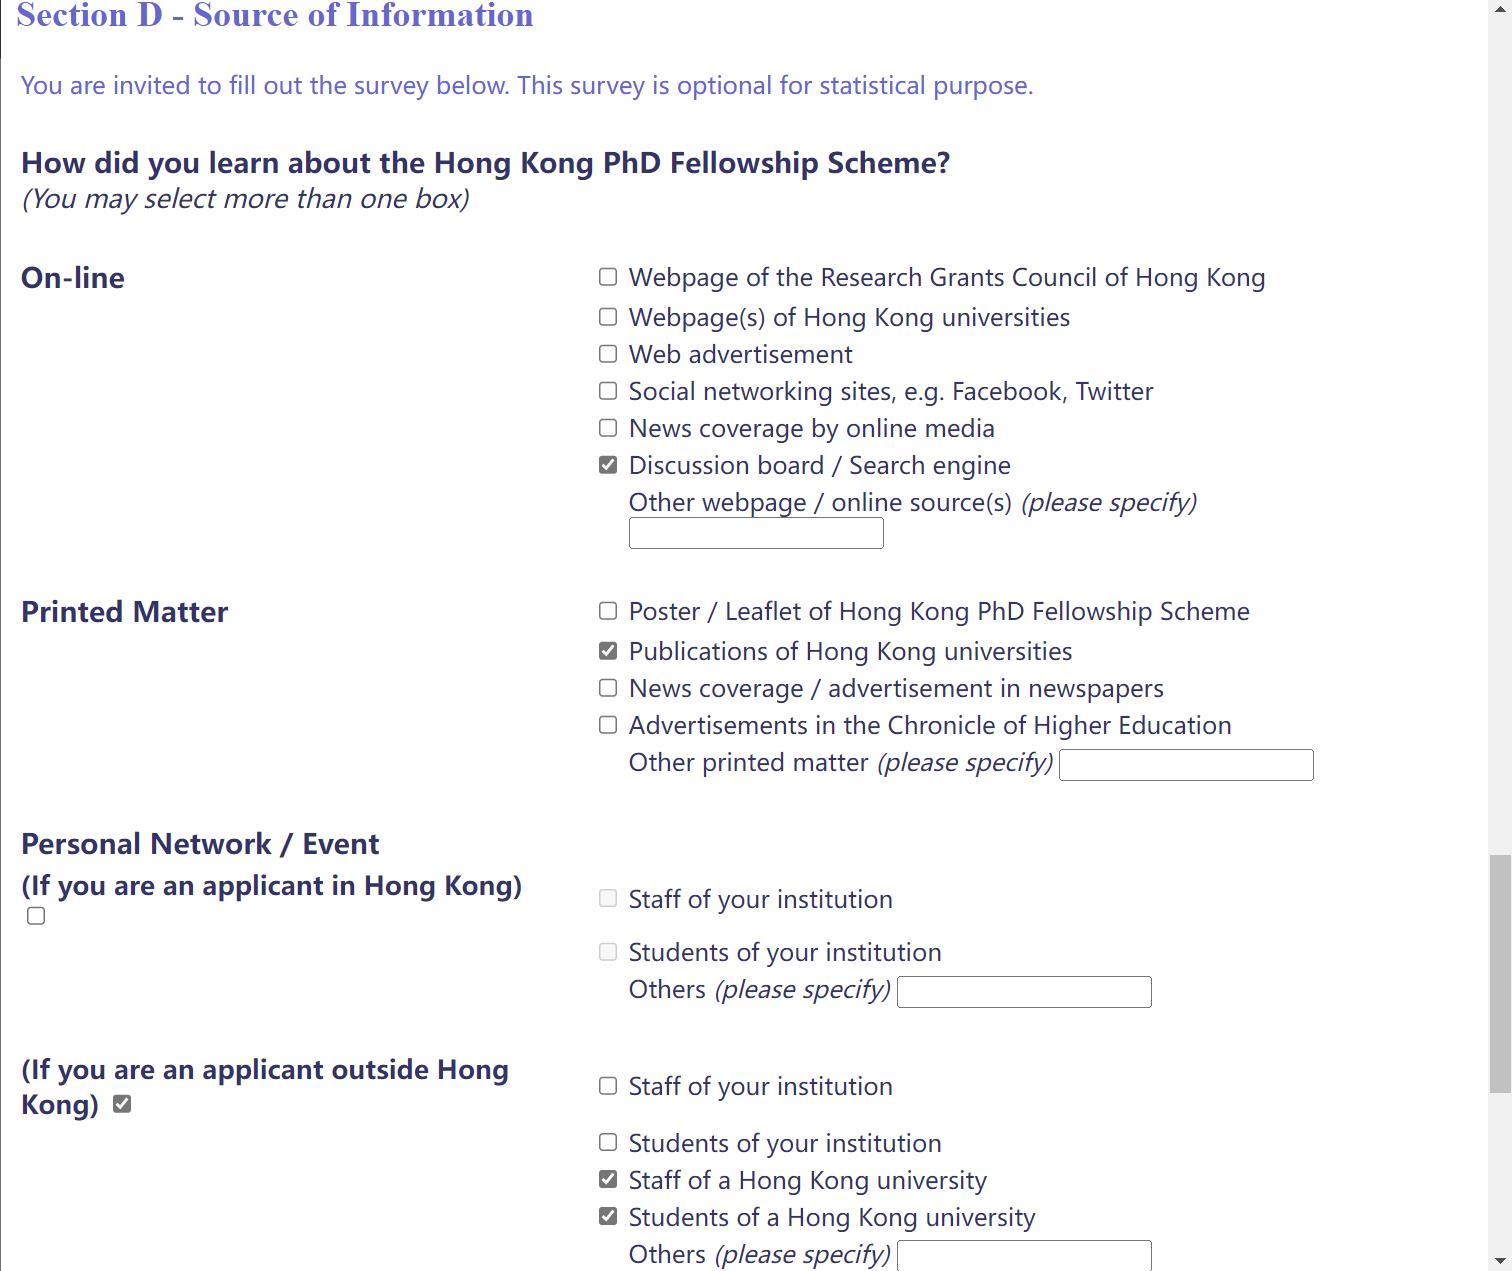 Section D - Source of Information
You are invited to fill out the survey below. This survey is optional for statistical purpose.
How did you learn about the Hong Kong PhD Fellowship Scheme?
(You may select more than one box)
On-line
Webpage of the Research Grants Council of Hong Kong
Webpage(s) of Hong Kong universities
Web advertisement
Social networking sites, e.g. Facebook, Twitter
News coverage by online media
Discussion board / Search engine
Other webpage / online source(s) (please specify)
Printed Matter
Poster / Leaflet of Hong Kong PhD Fellowship Scheme
Publications of Hong Kong universities
News coverage / advertisement in newspapers
Advertisements in the Chronicle of Higher Education
Other printed matter (please specify)
Personal Network / Event
(If you are an applicant in Hong Kong)
Staff of your institution
Students of your institution
Others (please specify)
(If you are an applicant outside Hong
Kong)
Staff of your institution
Students of your institution
Staff of a Hong Kong university
Students of a Hong Kong university
Others (please specify)